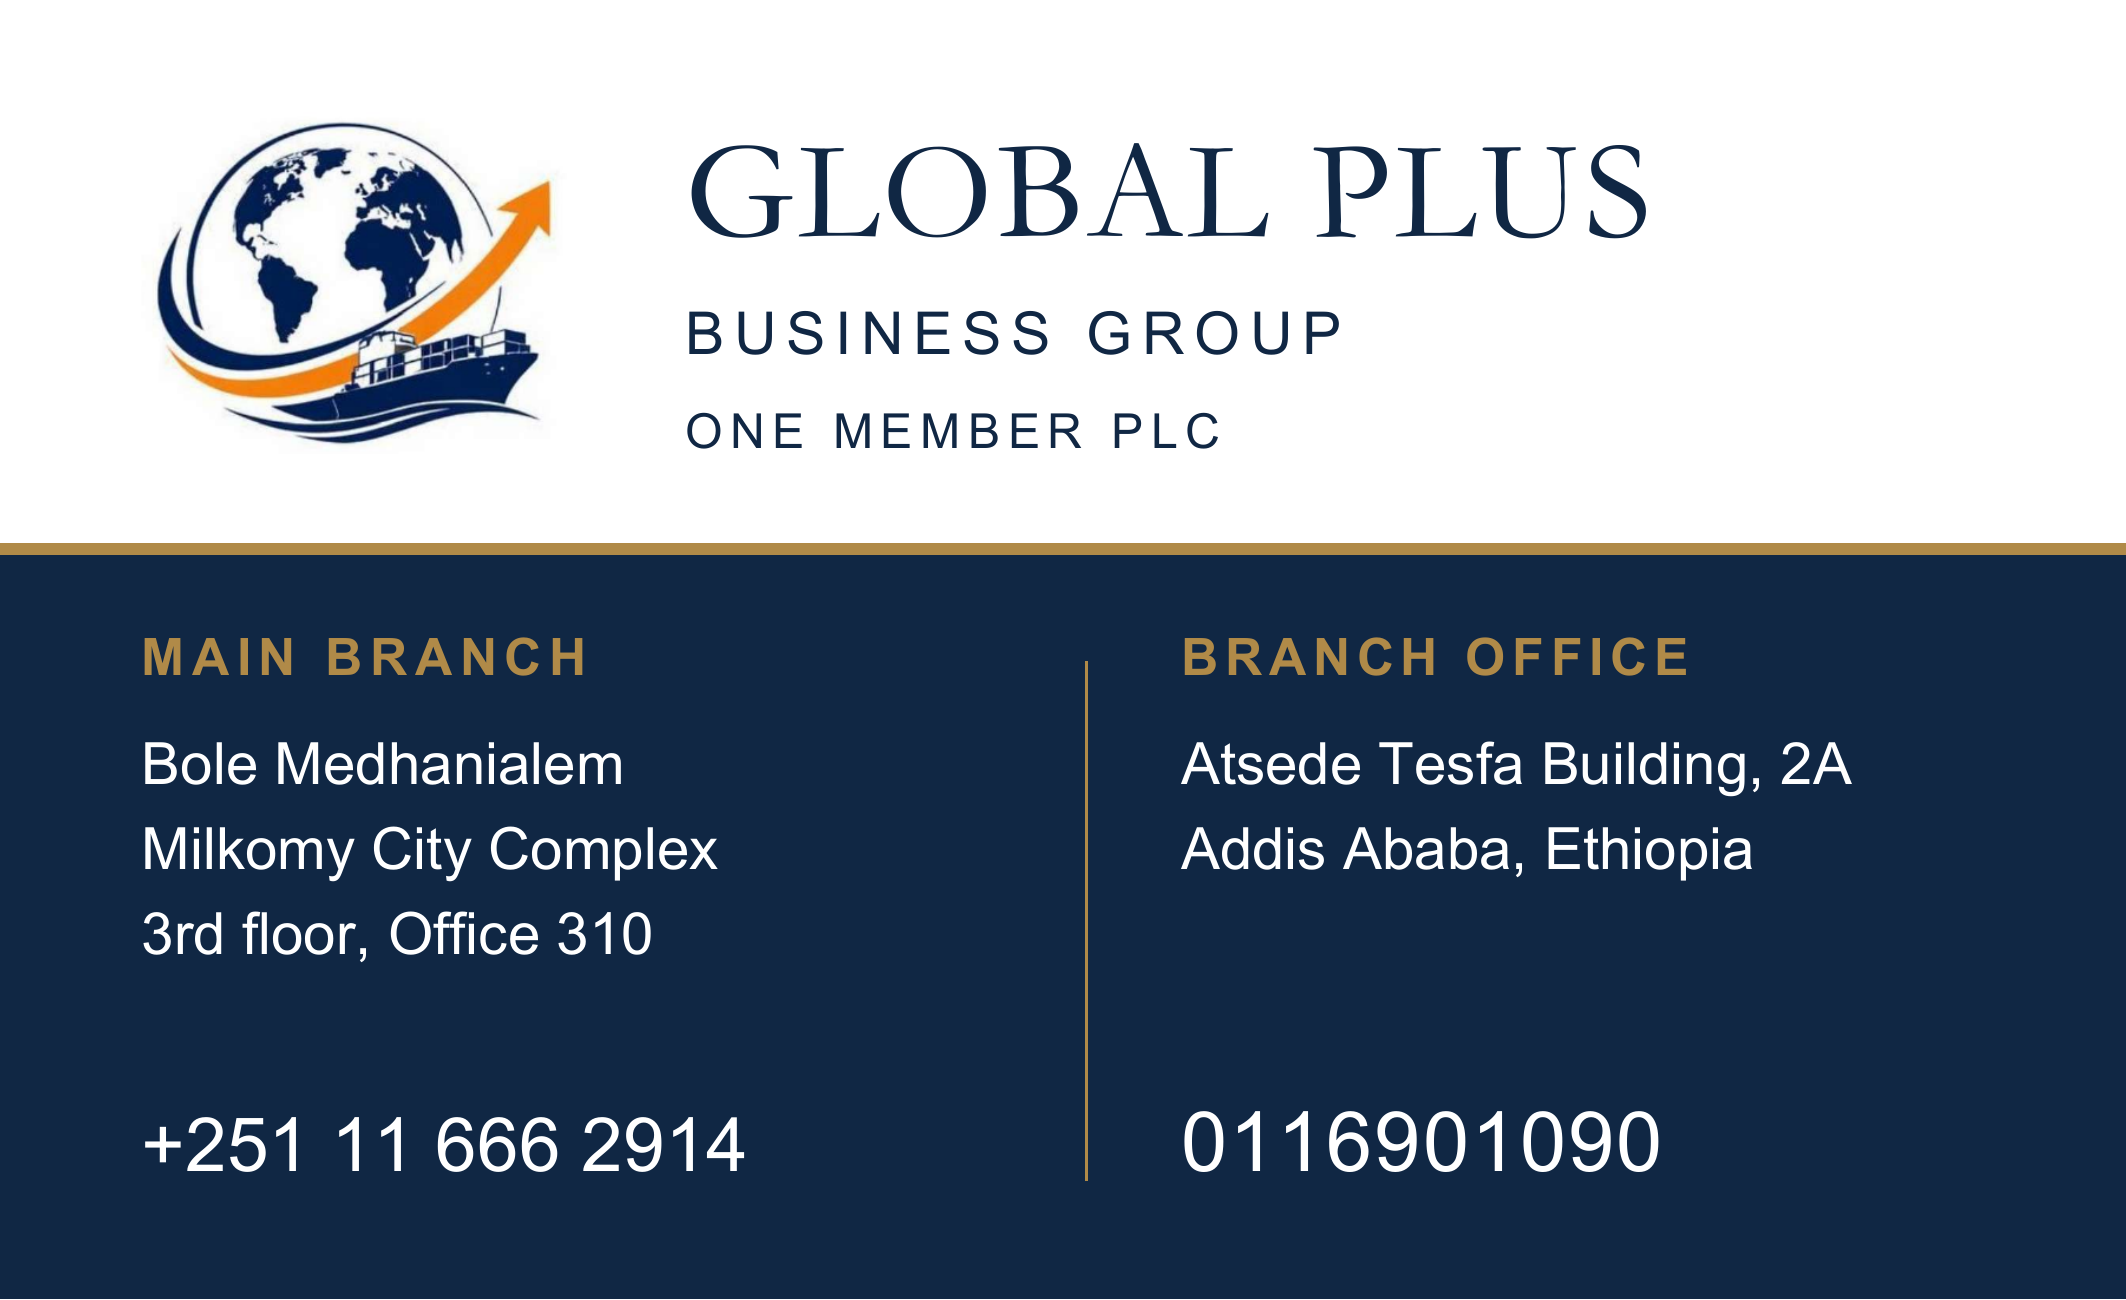 GLOBAL PLUS
BUSINESS GROUP
ONE MEMBER PLC
MAIN BRANCH
Bole Medhanialem
Milkomy City Complex
3rd floor, Office 310
+251 11 666 2914
BRANCH OFFICE
Atsede Tesfa Building, 2A
Addis Ababa, Ethiopia
0116901090